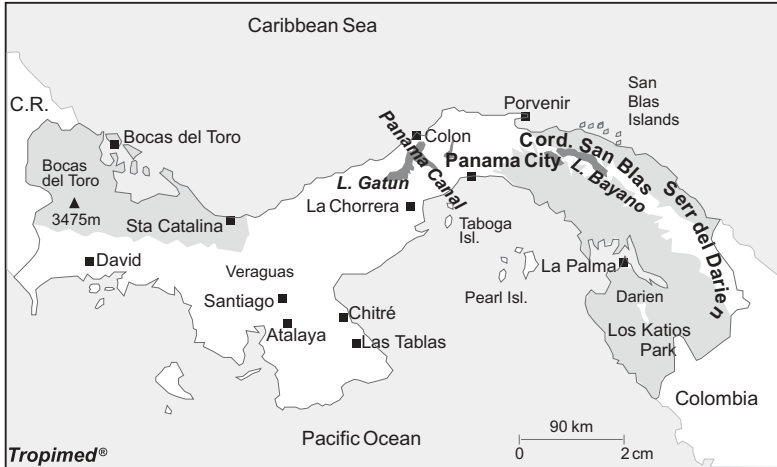 Caribbean Sea
C.R.
San
Blas
Islands
Porvenir
Bocas del Toro
Colon
Panama Canal
Cord. San Blas
Panama City
L. Bayano
Serr del Darien
Bocas
del Toro
3475m
L. Gatun
La Chorrera
Sta Catalina
Taboga
Isl.
David
Veraguas
La Palma
Santiago
Pearl Isl.
Chitré
Darien
Atalaya
Las Tablas
Los Katios
Park
Colombia
90 km
Pacific Ocean
0
2 cm
Tropimed®